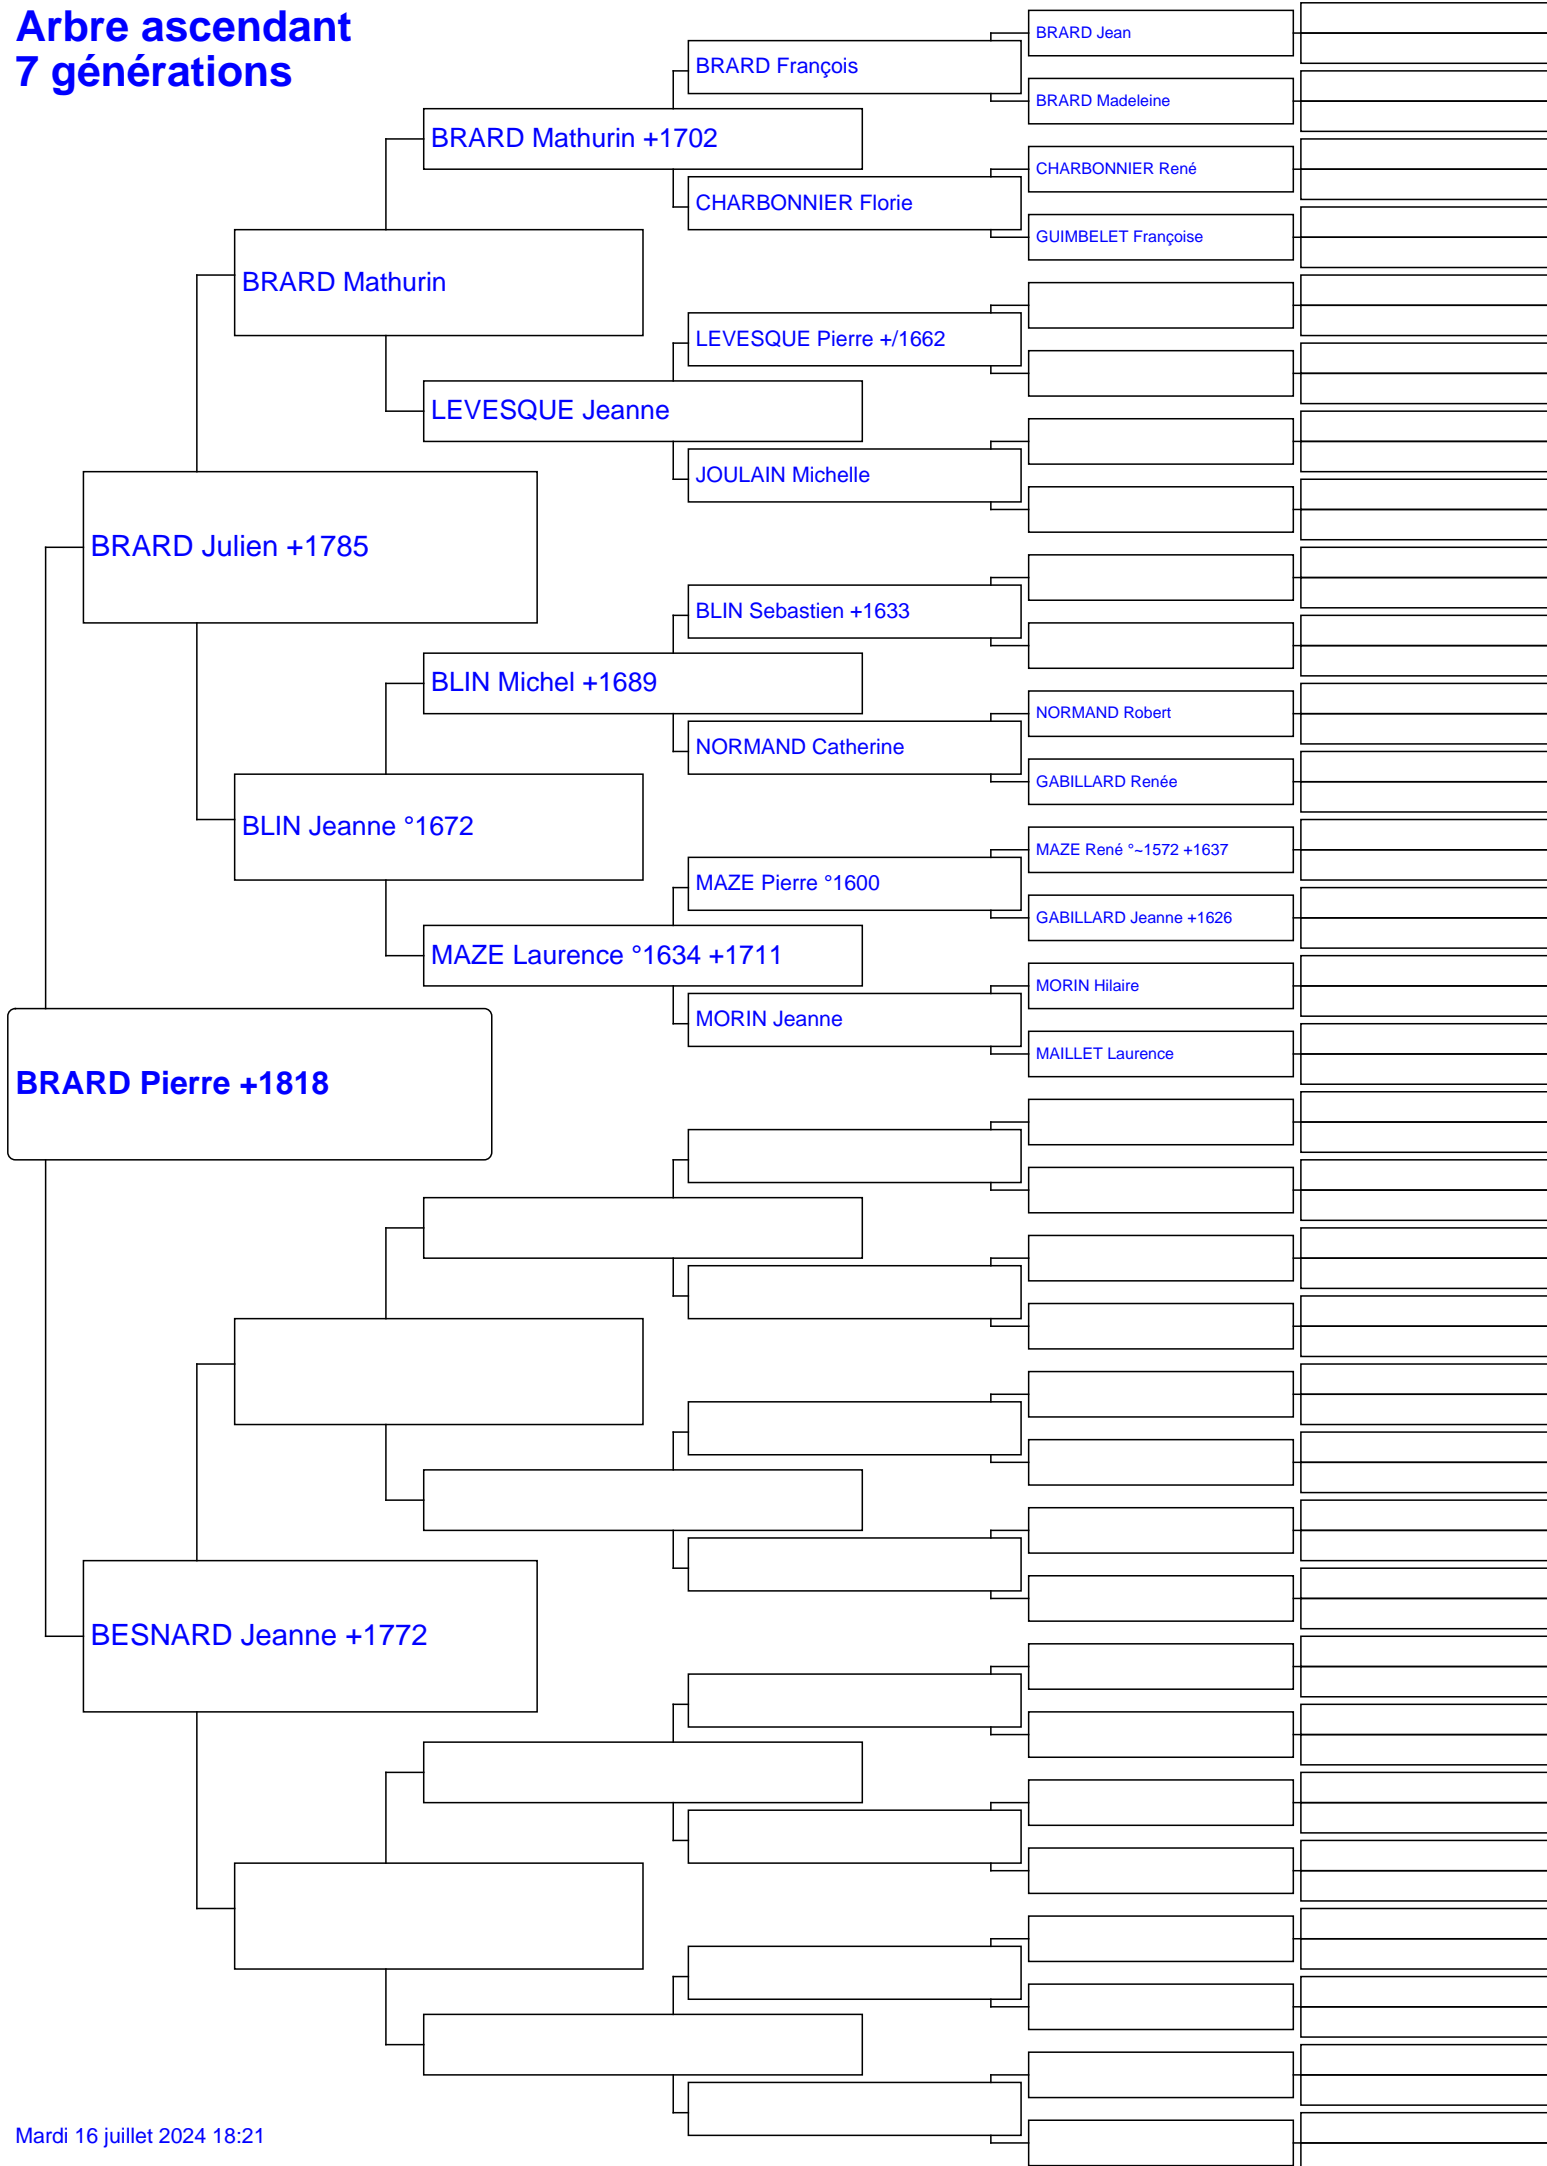 Arbre ascendant
7 générations
BRARD Jean
BRARD François
BRARD Madeleine
BRARD Mathurin +1702
CHARBONNIER René
CHARBONNIER Florie
GUIMBELET Françoise
BRARD Mathurin
LEVESQUE Pierre +/1662
LEVESQUE Jeanne
JOULAIN Michelle
BRARD Julien +1785
BLIN Sebastien +1633
BLIN Michel +1689
NORMAND Robert
NORMAND Catherine
GABILLARD Renée
BLIN Jeanne °1672
MAZE René °~1572 +1637
MAZE Pierre °1600
GABILLARD Jeanne +1626
MAZE Laurence °1634 +1711
MORIN Hilaire
MORIN Jeanne
MAILLET Laurence
BRARD Pierre +1818
BESNARD Jeanne +1772
Mardi 16 juillet 2024 18:21